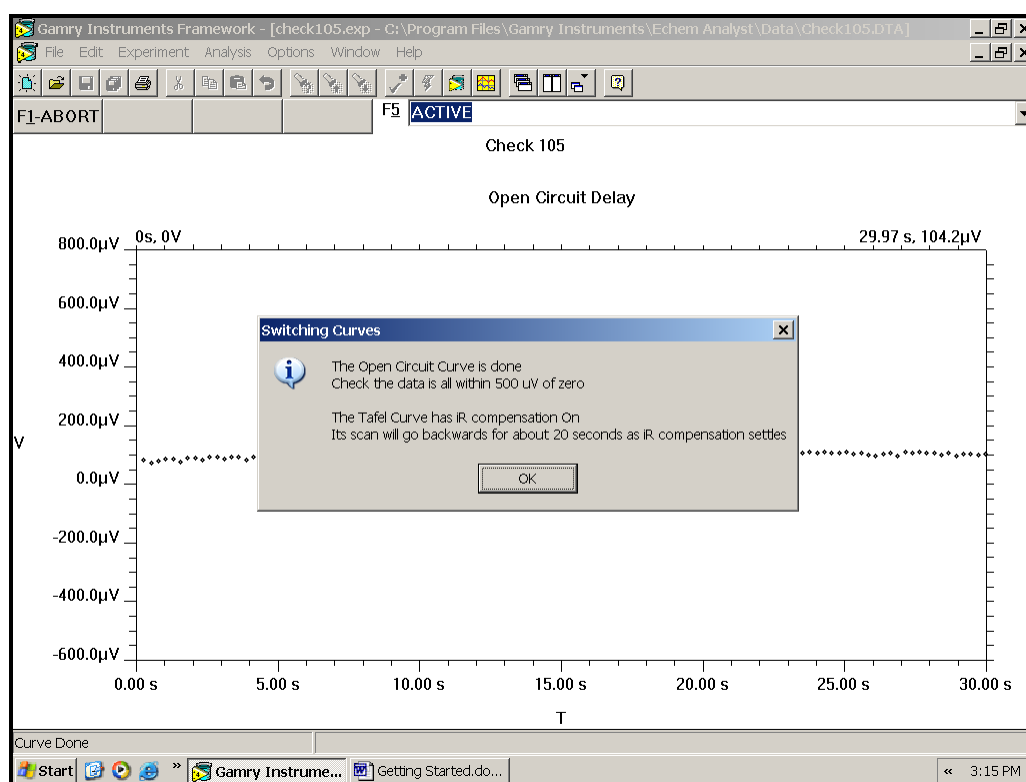 Gamry Instruments Framework - [check105.exp - C:\Program Files\Gamry Instruments\Echem Analyst\Data\Check105.DTA]
File Edit Experiment Analysis Options Window Help
F1-ABORT F5 ACTIVE
Check 105
Open Circuit Delay
0s, 0V 29.97 s, 104.2µV
800.0µV
600.0µV
Switching Curves
The Open Circuit Curve is done
400.0µV
Check the data is all within 500 uV of zero
The Tafel Curve has iR compensation On
200.0µV
Its scan will go backwards for about 20 seconds as iR compensation settles
V
0.0µV
OK
-200.0µV
-400.0µV
-600.0µV
0.00 s 5.00 s 10.00 s 15.00 s 20.00 s 25.00 s 30.00 s
T
Curve Done
Start » Gamry Instrume... Getting Started.do... « 3:15 PM